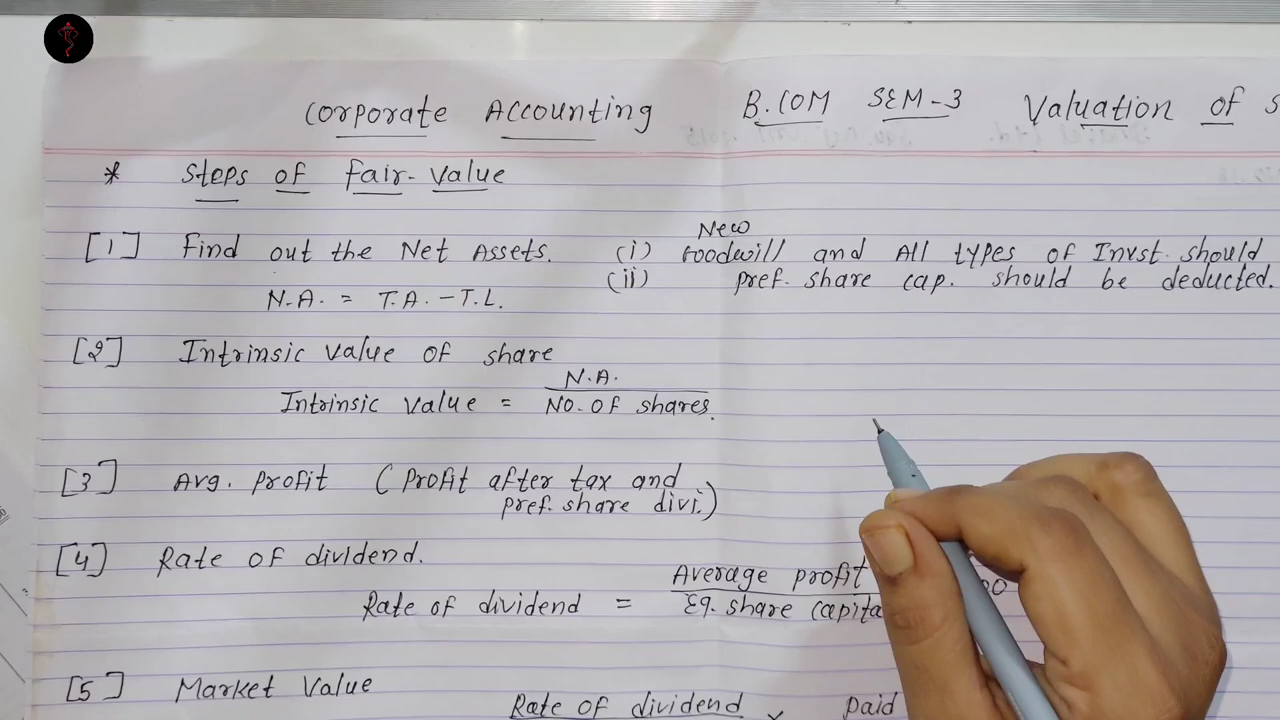 Corporate Accounting B.COM SEM-3 Valuation of S
* Steps of fair-value
[1] Find out the Net Assets. (i) New Goodwill and All types of Invst. should
(ii) pref. share cap. should be deducted.
N.A. = T.A. - T.L.
[2] Intrinsic value of share
Intrinsic value = N.A.
No. of shares.
[3] Avg. profit (profit after tax and
pref. share divi.)
[4] Rate of dividend.
Rate of dividend = Average profit
Eq. share capita
[5] Market value
Rate of dividend × paid